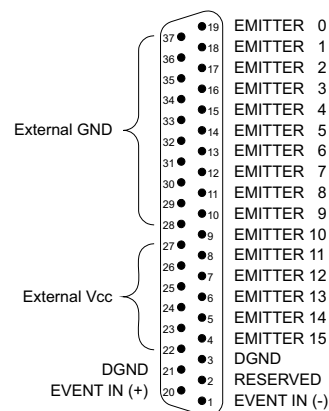 19 EMITTER 0
37
18 EMITTER 1
36
17 EMITTER 2
35
16 EMITTER 3
34
15 EMITTER 4
33
External GND
14 EMITTER 5
32
13 EMITTER 6
31
12 EMITTER 7
30
11 EMITTER 8
29
10 EMITTER 9
28
9 EMITTER 10
27
8 EMITTER 11
26
7 EMITTER 12
25
External Vcc
6 EMITTER 13
24
5 EMITTER 14
23
4 EMITTER 15
22
3 DGND
DGND 21
2 RESERVED
EVENT IN (+) 20
1 EVENT IN (-)